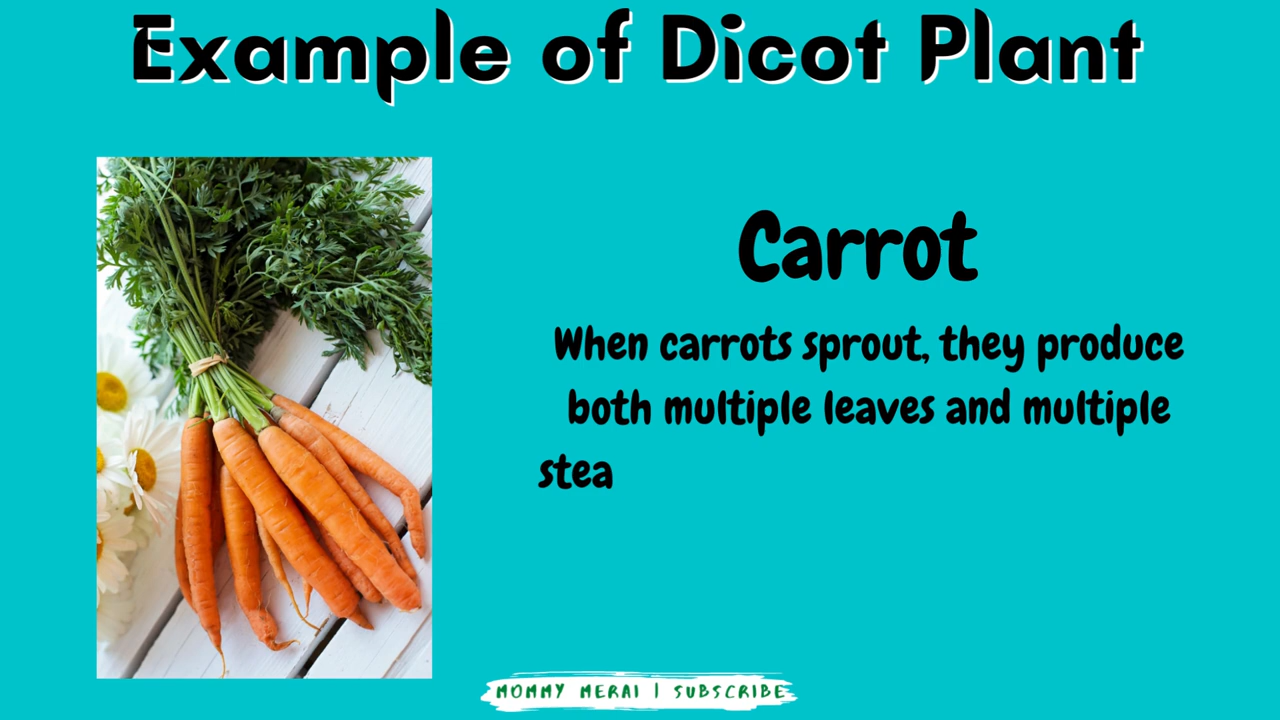 Example of Dicot Plant
Carrot
When carrots sprout, they produce
both multiple leaves and multiple
stea
MOMMY MERAI | SUBSCRIBE